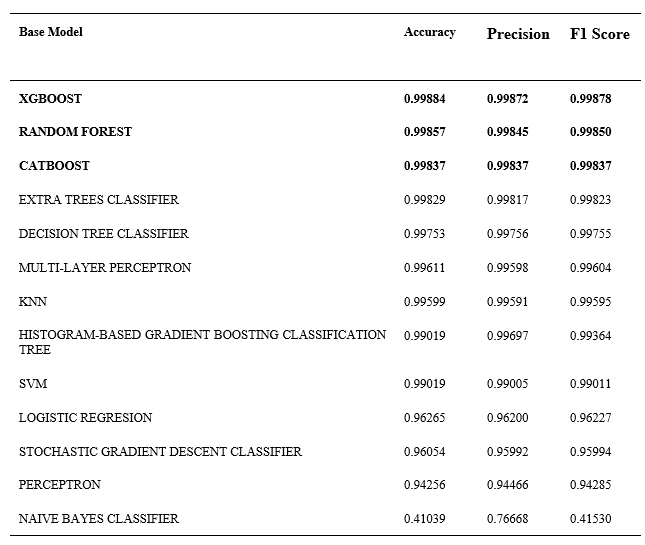 Base Model Accuracy Precision F1 Score
XGBOOST 0.99884 0.99872 0.99878
RANDOM FOREST 0.99857 0.99845 0.99850
CATBOOST 0.99837 0.99837 0.99837
EXTRA TREES CLASSIFIER 0.99829 0.99817 0.99823
DECISION TREE CLASSIFIER 0.99753 0.99756 0.99755
MULTI-LAYER PERCEPTRON 0.99611 0.99598 0.99604
KNN 0.99599 0.99591 0.99595
HISTOGRAM-BASED GRADIENT BOOSTING CLASSIFICATION 0.99019 0.99697 0.99364
TREE
SVM 0.99019 0.99005 0.99011
LOGISTIC REGRESION 0.96265 0.96200 0.96227
STOCHASTIC GRADIENT DESCENT CLASSIFIER 0.96054 0.95992 0.95994
PERCEPTRON 0.94256 0.94466 0.94285
NAIVE BAYES CLASSIFIER 0.41039 0.76668 0.41530